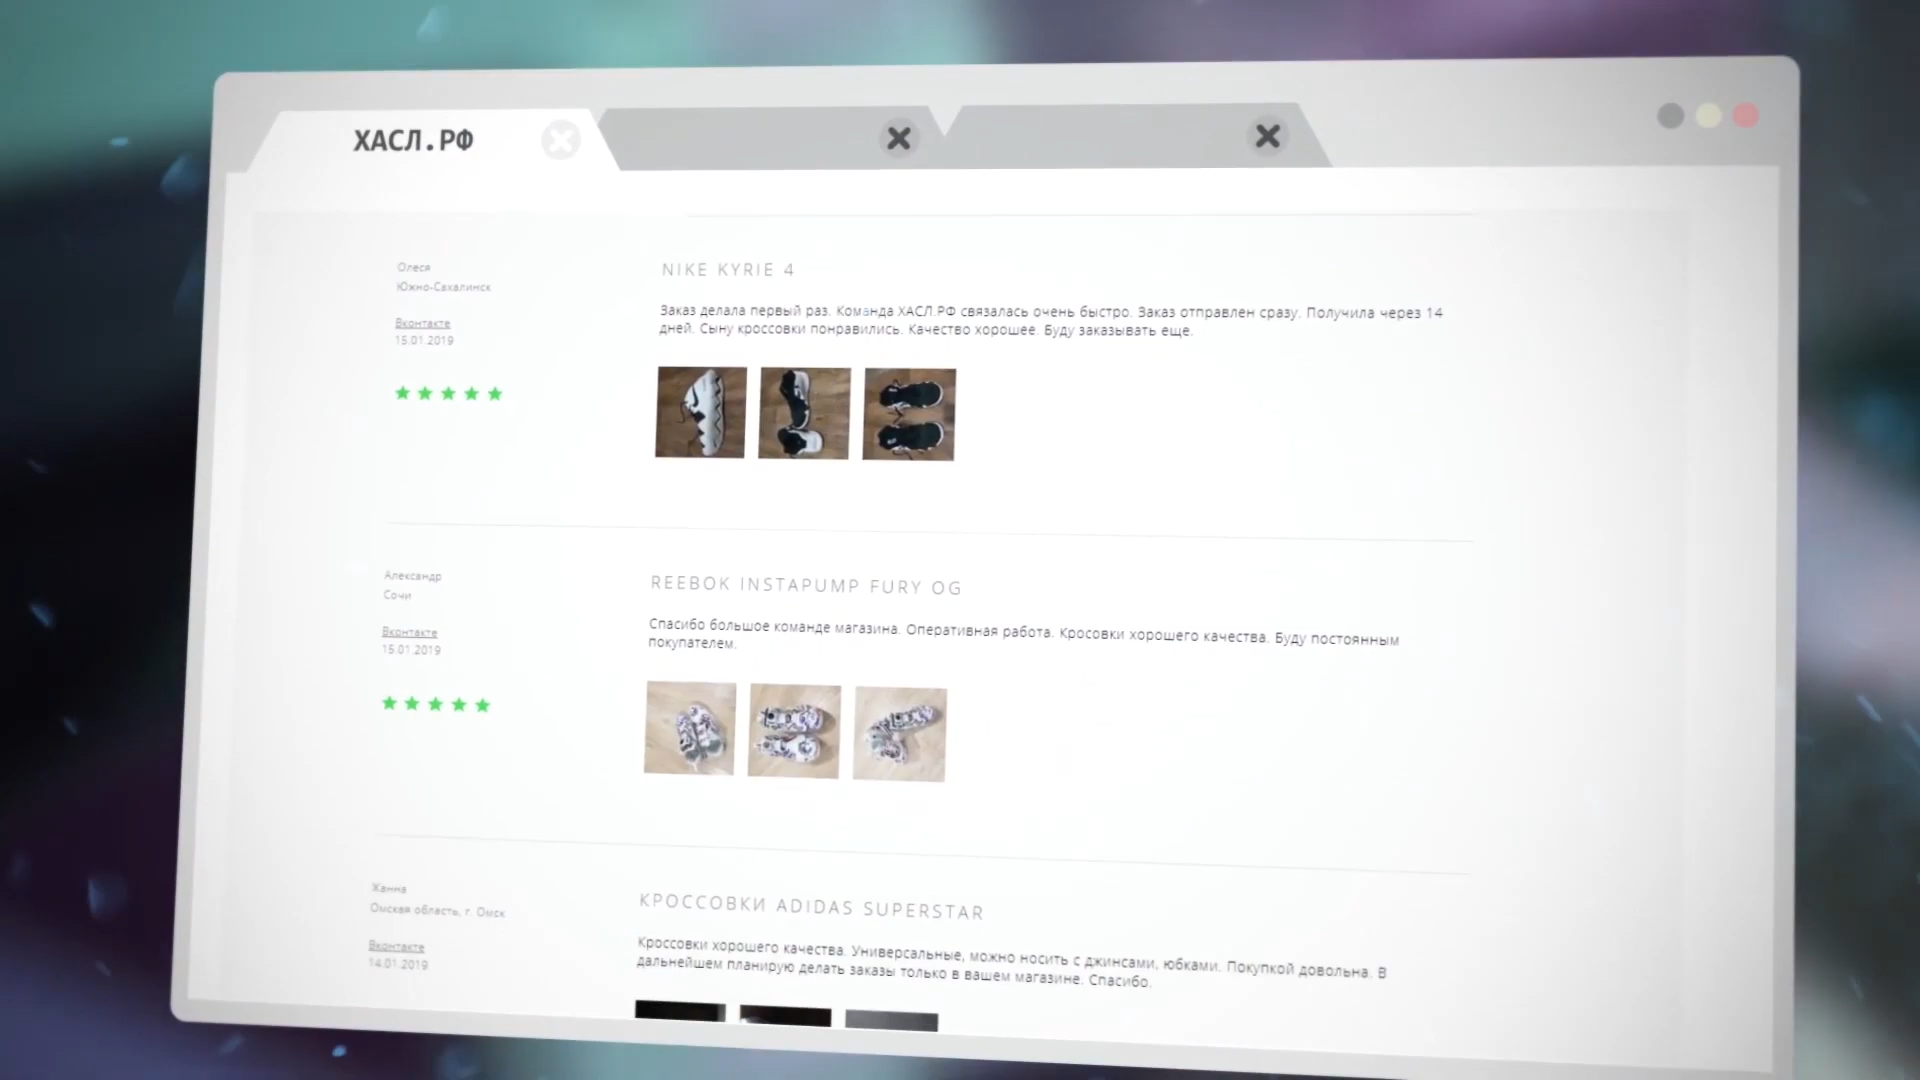 ХАСЛ.РФ
Олеся
Южно-Сахалинск
Вконтакте
15.01.2019
NIKE KYRIE 4
Заказ делала первый раз. Команда ХАСЛ.РФ связалась очень быстро. Заказ отправлен сразу. Получила через 14
дней. Сыну кроссовки понравились. Качество хорошее. Буду заказывать еще.
Александр
Сочи
Вконтакте
15.01.2019
REEBOK INSTAPUMP FURY OG
Спасибо большое команде магазина. Оперативная работа. Кросовки хорошего качества. Буду постоянным
покупателем.
Жанна
Омская область, г. Омск
Вконтакте
14.01.2019
КРОССОВКИ ADIDAS SUPERSTAR
Кроссовки хорошего качества. Универсальные, можно носить с джинсами, юбками. Покупкой довольна. В
дальнейшем планирую делать заказы только в вашем магазине. Спасибо.